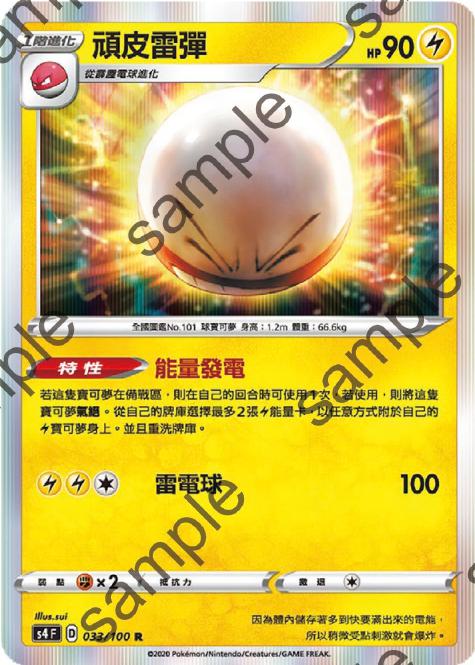 1階進化
頑皮雷彈
HP 90
從霹靂電球進化
全國圖鑑No.101 球寶可夢 身高：1.2m 體重：66.6kg
特性 能量發電
若這隻寶可夢在備戰區，則在自己的回合時可使用1次。若使用，則將這隻
寶可夢氣絕。從自己的牌庫選擇最多2張能量卡，以任意方式附於自己的
寶可夢身上。並且重洗牌庫。
雷電球 100
弱點 ×2 抵抗力 撤退
Illus.sui
s4 F D 033/100 R
因為體內儲存著多到快要滿出來的電能，
所以稍微受點刺激就會爆炸。
©2020 Pokémon/Nintendo/Creatures/GAME FREAK.
sample
sample
sample
sample
sample